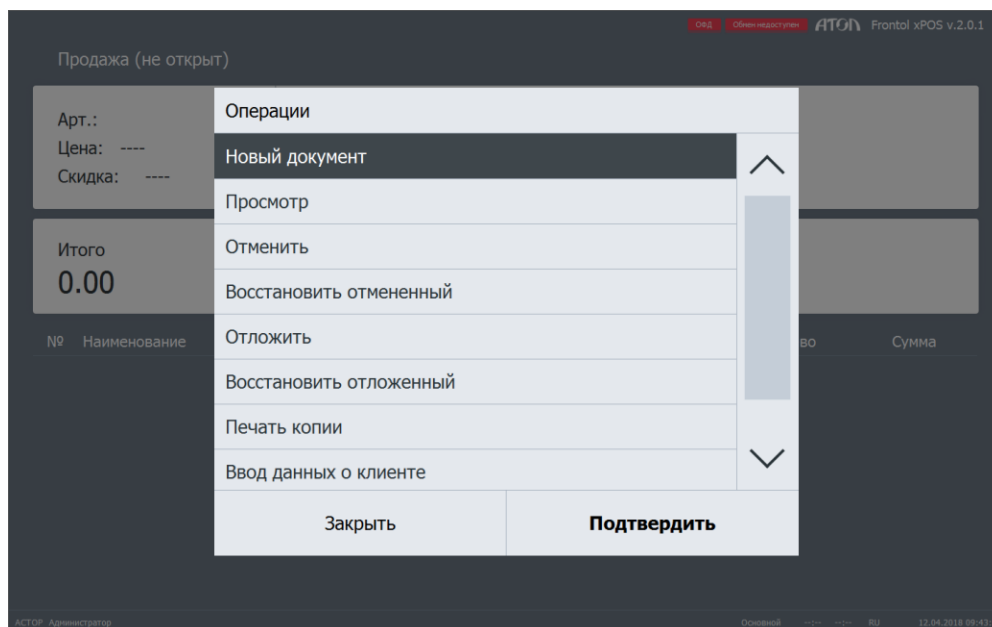 ОФД Обмен недоступен АТОЛ Frontol xPOS v.2.0.1
Продажа (не открыт)
Арт.:
Цена: ----
Скидка: ----
Итого
0.00
№ Наименование во Сумма
Операции
Новый документ
Просмотр
Отменить
Восстановить отмененный
Отложить
Восстановить отложенный
Печать копии
Ввод данных о клиенте
Закрыть Подтвердить
АСТОР Администратор Основной --:-- --:-- RU 12.04.2018 09:43: